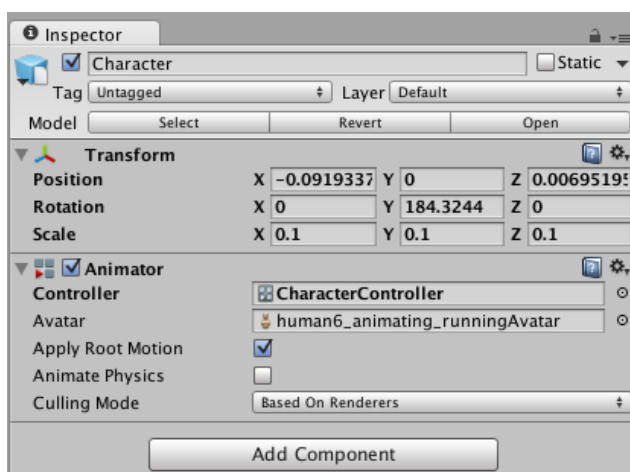 Inspector
Character Static
Tag Untagged Layer Default
Model Select Revert Open
Transform
Position X -0.0919337 Y 0 Z 0.0069519
Rotation X 0 Y 184.3244 Z 0
Scale X 0.1 Y 0.1 Z 0.1
Animator
Controller CharacterController
Avatar human6_animating_runningAvatar
Apply Root Motion
Animate Physics
Culling Mode Based On Renderers
Add Component